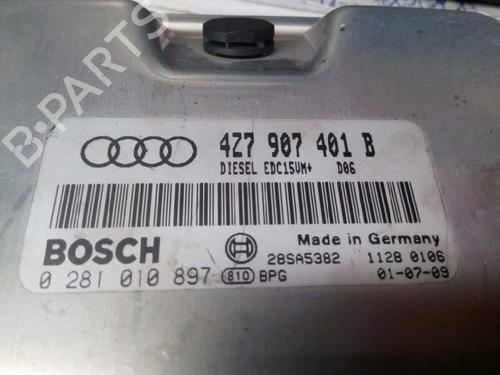 4Z7 907 401 B
DIESEL EDC15VM+ D06
BOSCH
Made in Germany
28SA5382 1128 0106
0 281 010 897 810 BPG 01-07-09
B-PARTS